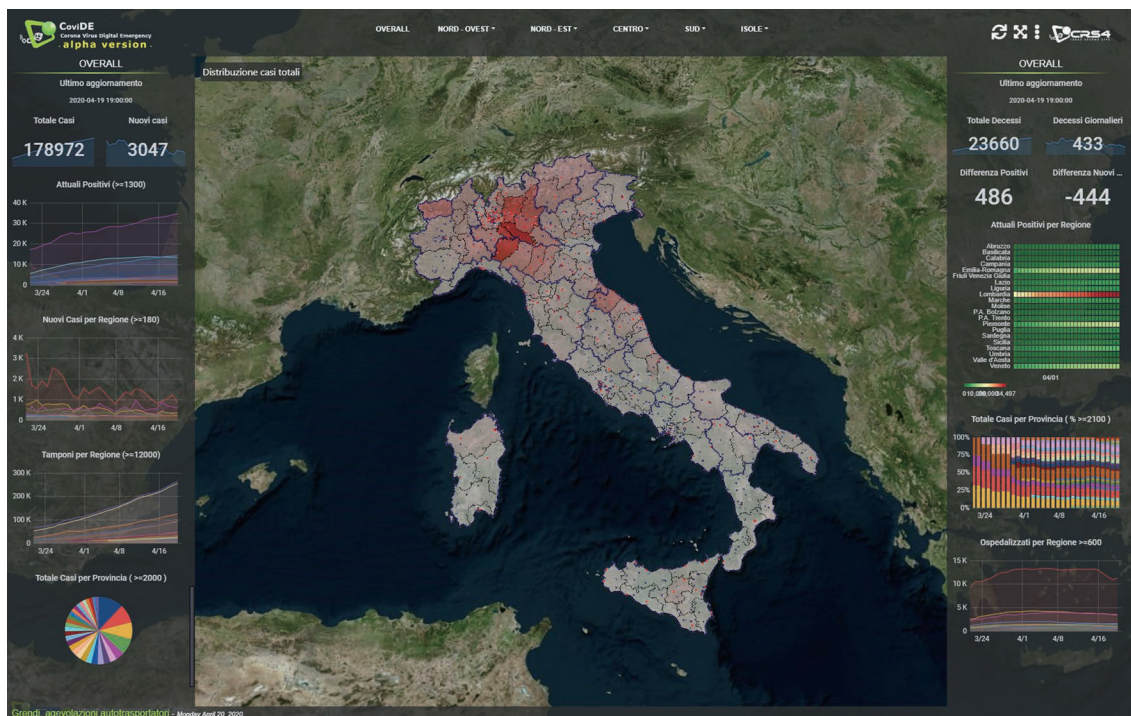 CoviDE
Corona Virus Digital Emergency
- alpha version -
OVERALL
NORD - OVEST
NORD - EST
CENTRO
SUD
ISOLE
CRS4
OVERALL
Ultimo aggiornamento
2020-04-19 19:00:00
Totale Casi
Nuovi casi
178972
3047
Attuali Positivi (>=1300)
40 K
30 K
20 K
10 K
0
3/24 4/1 4/8 4/16
Nuovi Casi per Regione (>=180)
4 K
3 K
2 K
1 K
0
3/24 4/1 4/8 4/16
Tamponi per Regione (>=12000)
300 K
200 K
100 K
0
3/24 4/1 4/8 4/16
Totale Casi per Provincia ( >=2000 )
Grendi, agevolazioni autotrasportatori - Monday April 20, 2020
Distribuzione casi totali
OVERALL
Ultimo aggiornamento
2020-04-19 19:00:00
Totale Decessi
Decessi Giornalieri
23660
433
Differenza Positivi
Differenza Nuovi ...
486
-444
Attuali Positivi per Regione
Abruzzo
Basilicata
Calabria
Campania
Emilia-Romagna
Friuli Venezia Giulia
Lazio
Liguria
Lombardia
Marche
Molise
P.A. Bolzano
P.A. Trento
Piemonte
Puglia
Sardegna
Sicilia
Toscana
Umbria
Valle d'Aosta
Veneto
04/01
Totale Casi per Provincia ( % >=2100 )
100%
75%
50%
25%
0%
3/24 4/1 4/8 4/16
Ospedalizzati per Regione >=600
15 K
10 K
5 K
0
3/24 4/1 4/8 4/16